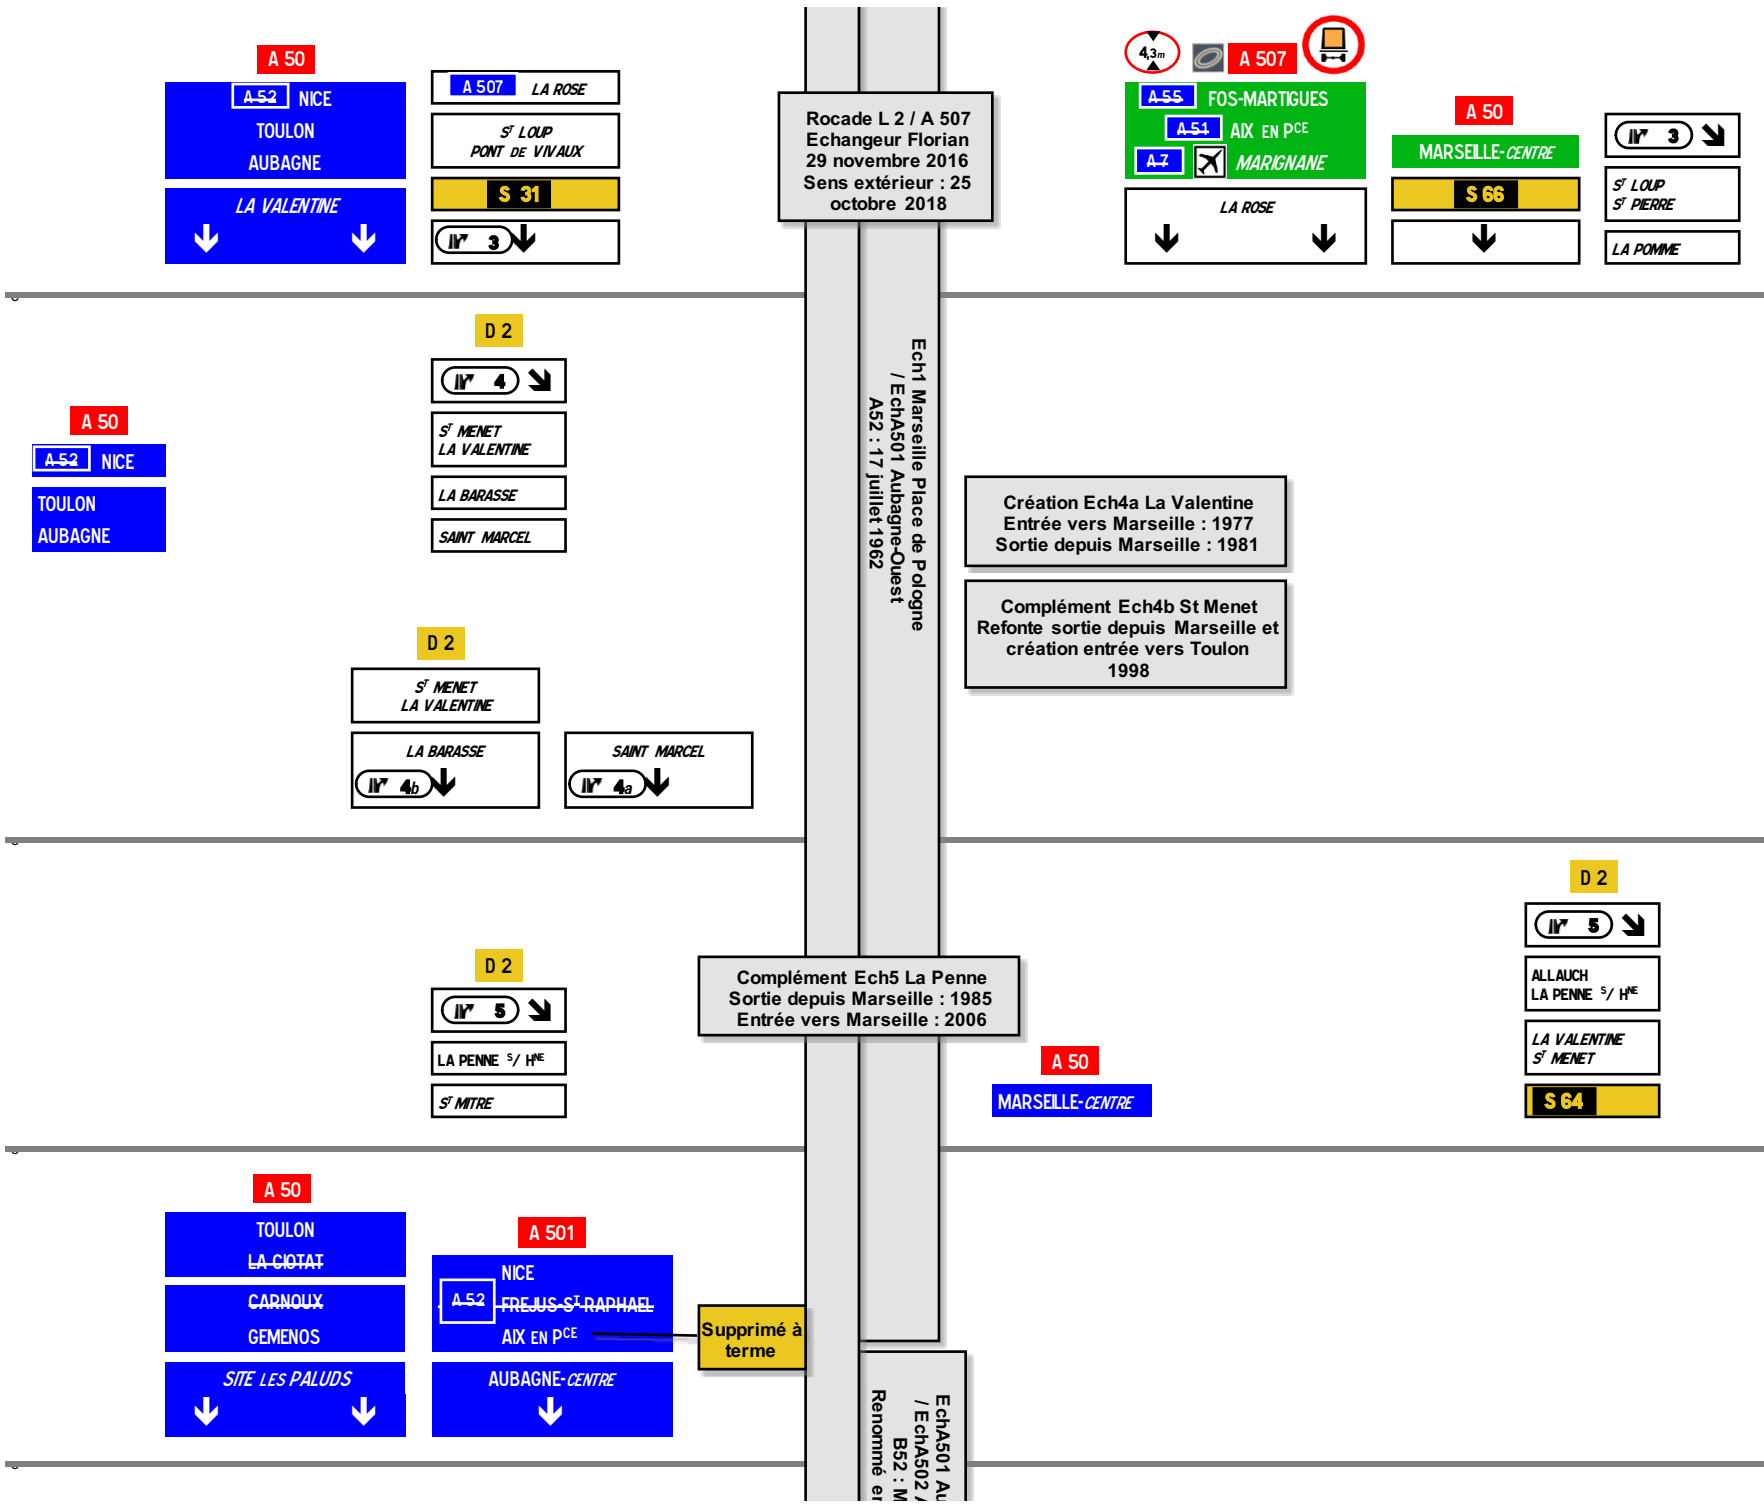 A 50
A 52 NICE
TOULON
AUBAGNE
LA VALENTINE
A 507 LA ROSE
Sᵀ LOUP
PONT DE VIVAUX
S 31
3
Rocade L 2 / A 507
Echangeur Florian
29 novembre 2016
Sens extérieur : 25
octobre 2018
4,3m
A 507
A 55 FOS-MARTIGUES
A 51 AIX EN Pᶜᴱ
A 7 MARIGNANE
LA ROSE
A 50
MARSEILLE-CENTRE
S 66
3
Sᵀ LOUP
Sᵀ PIERRE
LA POMME
D 2
4
Sᵀ MENET
LA VALENTINE
LA BARASSE
SAINT MARCEL
A 50
A 52 NICE
TOULON
AUBAGNE
Ech1 Marseille Place de Pologne
/ EchA501 Aubagne-Ouest
A52 : 17 juillet 1962
Création Ech4a La Valentine
Entrée vers Marseille : 1977
Sortie depuis Marseille : 1981
Complément Ech4b St Menet
Refonte sortie depuis Marseille et
création entrée vers Toulon
1998
D 2
Sᵀ MENET
LA VALENTINE
LA BARASSE
4b
SAINT MARCEL
4a
D 2
5
LA PENNE ˢ/ Hᴺᴱ
Sᵀ MITRE
Complément Ech5 La Penne
Sortie depuis Marseille : 1985
Entrée vers Marseille : 2006
A 50
MARSEILLE-CENTRE
D 2
5
ALLAUCH
LA PENNE ˢ/ Hᴺᴱ
LA VALENTINE
Sᵀ MENET
S 64
A 50
TOULON
LA CIOTAT
CARNOUX
GEMENOS
SITE LES PALUDS
A 501
NICE
A 52 FREJUS-Sᵀ RAPHAEL
AIX EN Pᶜᴱ
AUBAGNE-CENTRE
Supprimé à
terme
EchA501 Au
/ EchA502 A
B52 : M
Renommé en